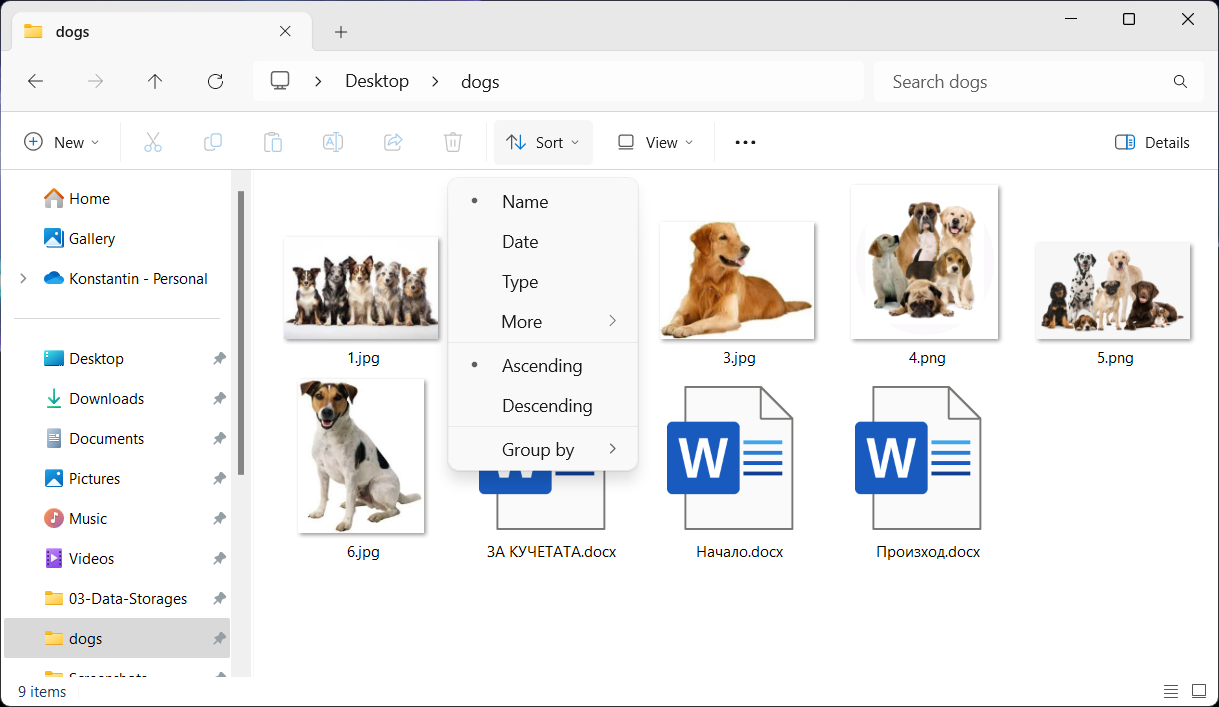 dogs
Desktop
dogs
Search dogs
New
Sort
View
Details
Home
Gallery
Konstantin - Personal
Desktop
Downloads
Documents
Pictures
Music
Videos
03-Data-Storages
dogs
Name
Date
Type
More
Ascending
Descending
Group by
1.jpg
3.jpg
4.png
5.png
6.jpg
W
ЗА КУЧЕТАТА.docx
W
Начало.docx
W
Произход.docx
9 items